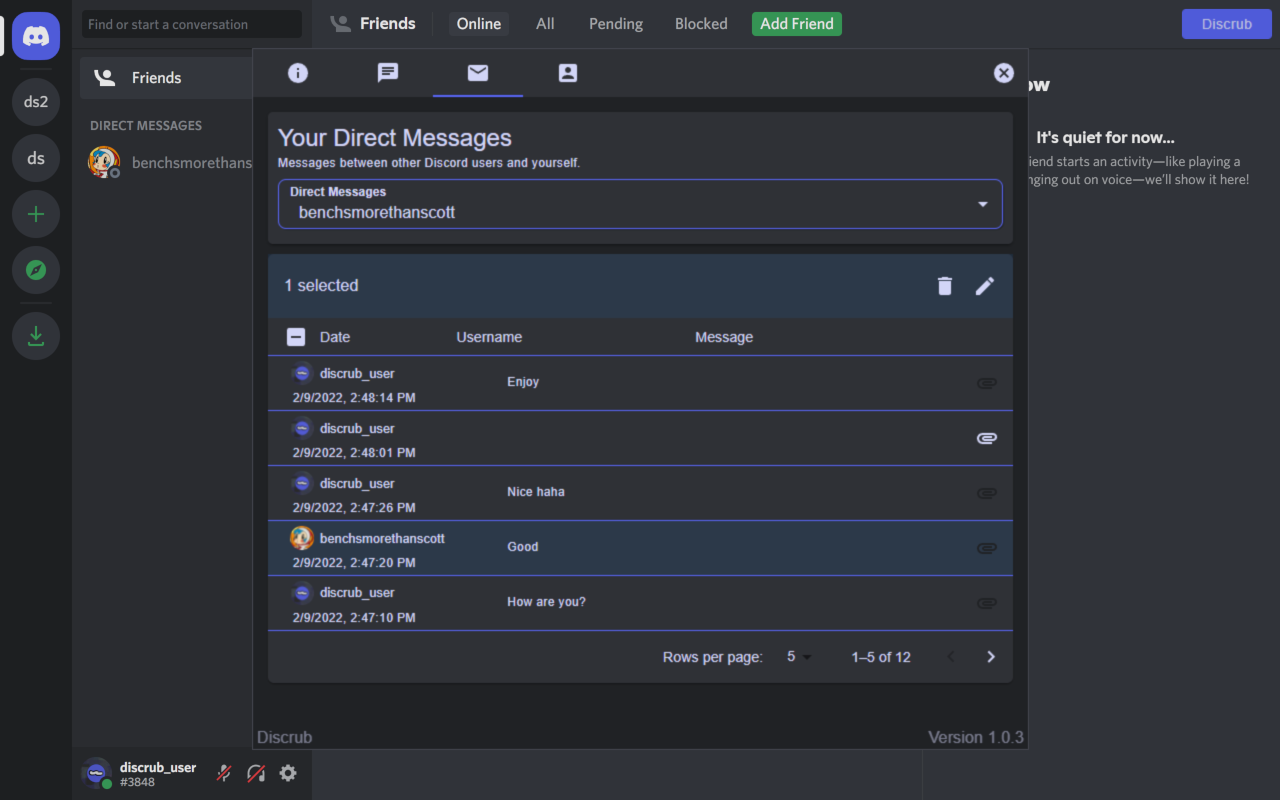 Find or start a conversation
Friends
Online
All
Pending
Blocked
Add Friend
Discrub
ds2
ds
Friends
DIRECT MESSAGES
benchsmorethans
Your Direct Messages
Messages between other Discord users and yourself.
Direct Messages
benchsmorethanscott
1 selected
Date Username Message
discrub_user
Enjoy
2/9/2022, 2:48:14 PM
discrub_user
2/9/2022, 2:48:01 PM
discrub_user
Nice haha
2/9/2022, 2:47:26 PM
benchsmorethanscott
Good
2/9/2022, 2:47:20 PM
discrub_user
How are you?
2/9/2022, 2:47:10 PM
Rows per page: 5 1–5 of 12
Discrub
Version 1.0.3
ow
It's quiet for now...
iend starts an activity—like playing a
nging out on voice—we'll show it here!
discrub_user
#3848